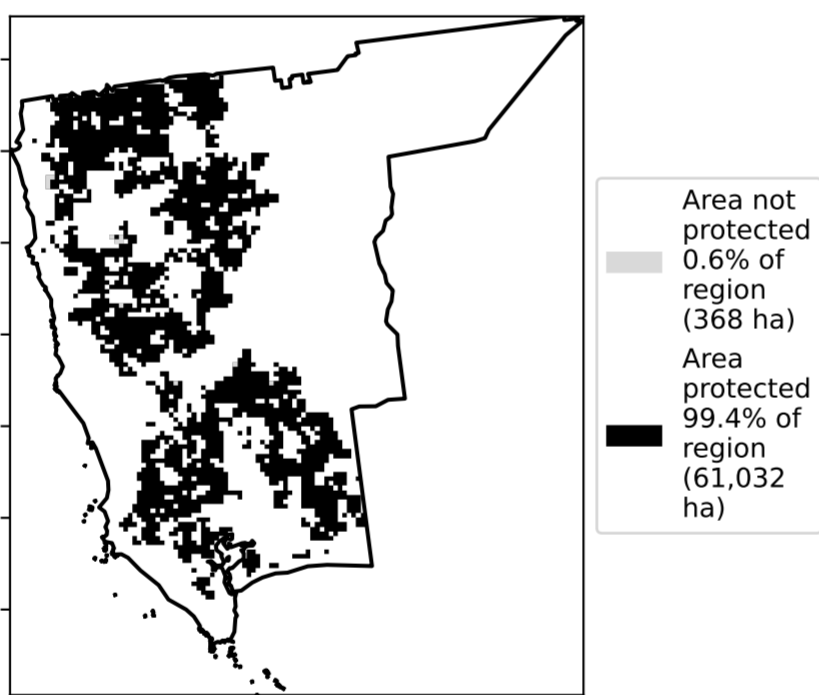 Area not
protected
0.6% of
region
(368 ha)
Area
protected
99.4% of
region
(61,032
ha)